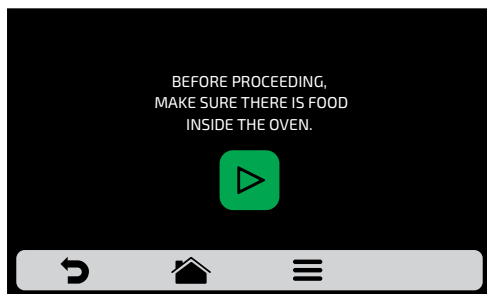 BEFORE PROCEEDING,
MAKE SURE THERE IS FOOD
INSIDE THE OVEN.